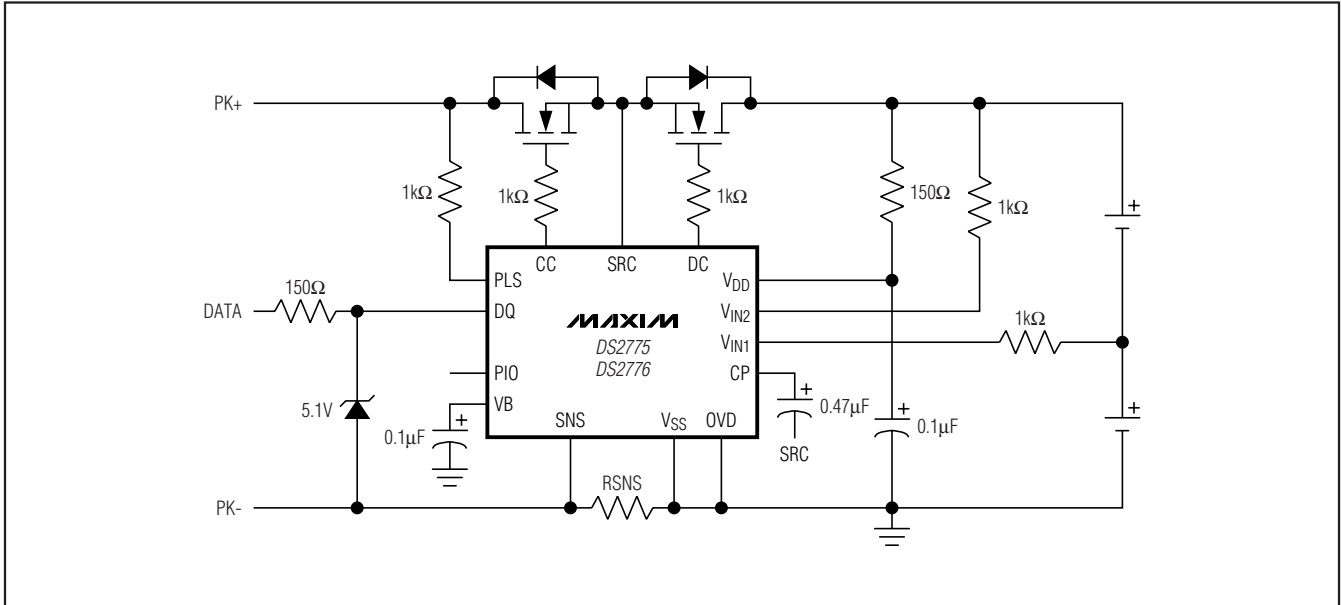 PK+
1kΩ
1kΩ
1kΩ
150Ω
1kΩ
+
CC
SRC
DC
PLS
VDD
150Ω
DATA
DQ
MAXIM
VIN2
1kΩ
DS2775
VIN1
DS2776
PIO
CP
+
+
5.1V
VB
+
0.47μF
+
0.1μF
SNS
VSS
OVD
0.1μF
SRC
RSNS
PK-